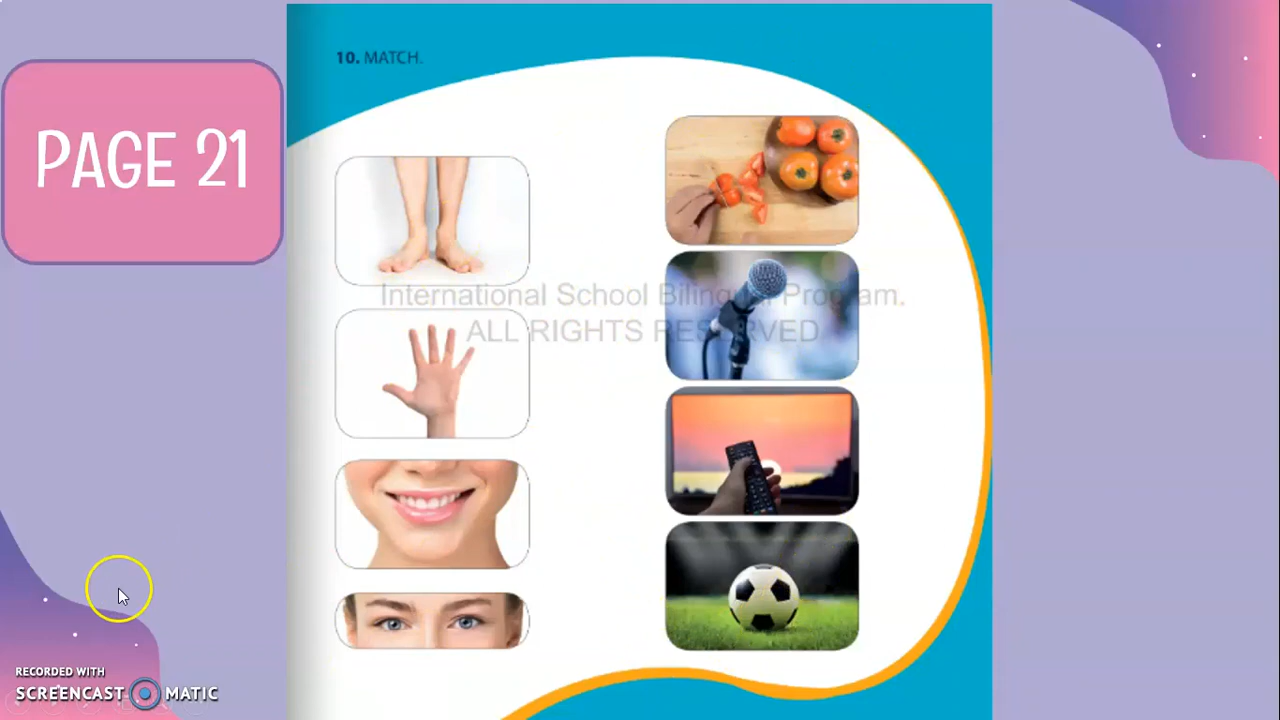 PAGE 21
10. MATCH.
International School Bilingual Program.
ALL RIGHTS RESERVED
RECORDED WITH
SCREENCAST MATIC